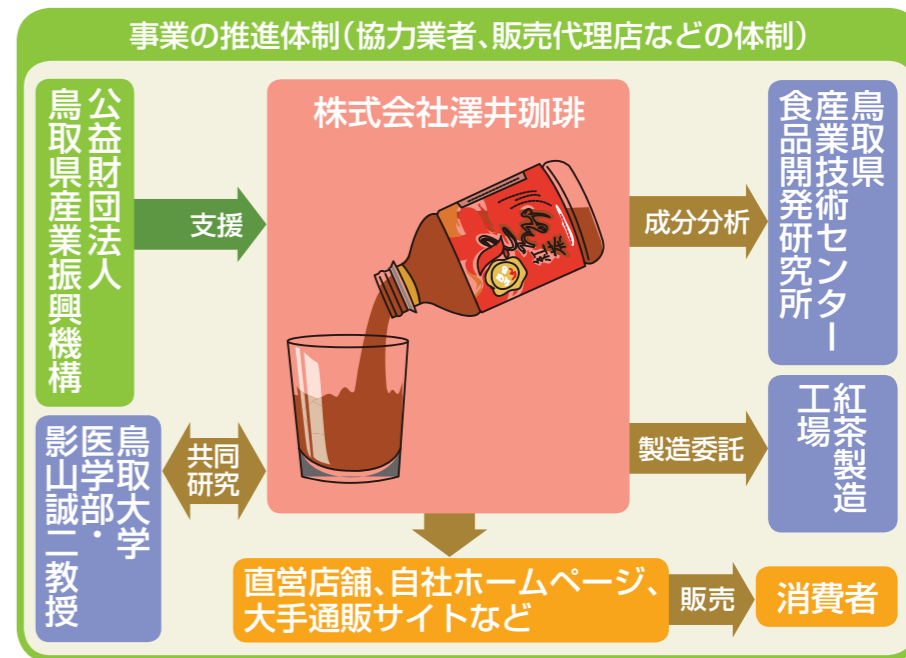 事業の推進体制（協力業者、販売代理店などの体制）
公益財団法人
鳥取県産業振興機構
支援
株式会社澤井珈琲
紅茶
成分分析
鳥取県
産業技術センター
食品開発研究所
鳥取大学
医学部・
影山誠二教授
共同
研究
製造委託
紅茶製造
工場
直営店舗、自社ホームページ、
大手通販サイトなど
販売
消費者